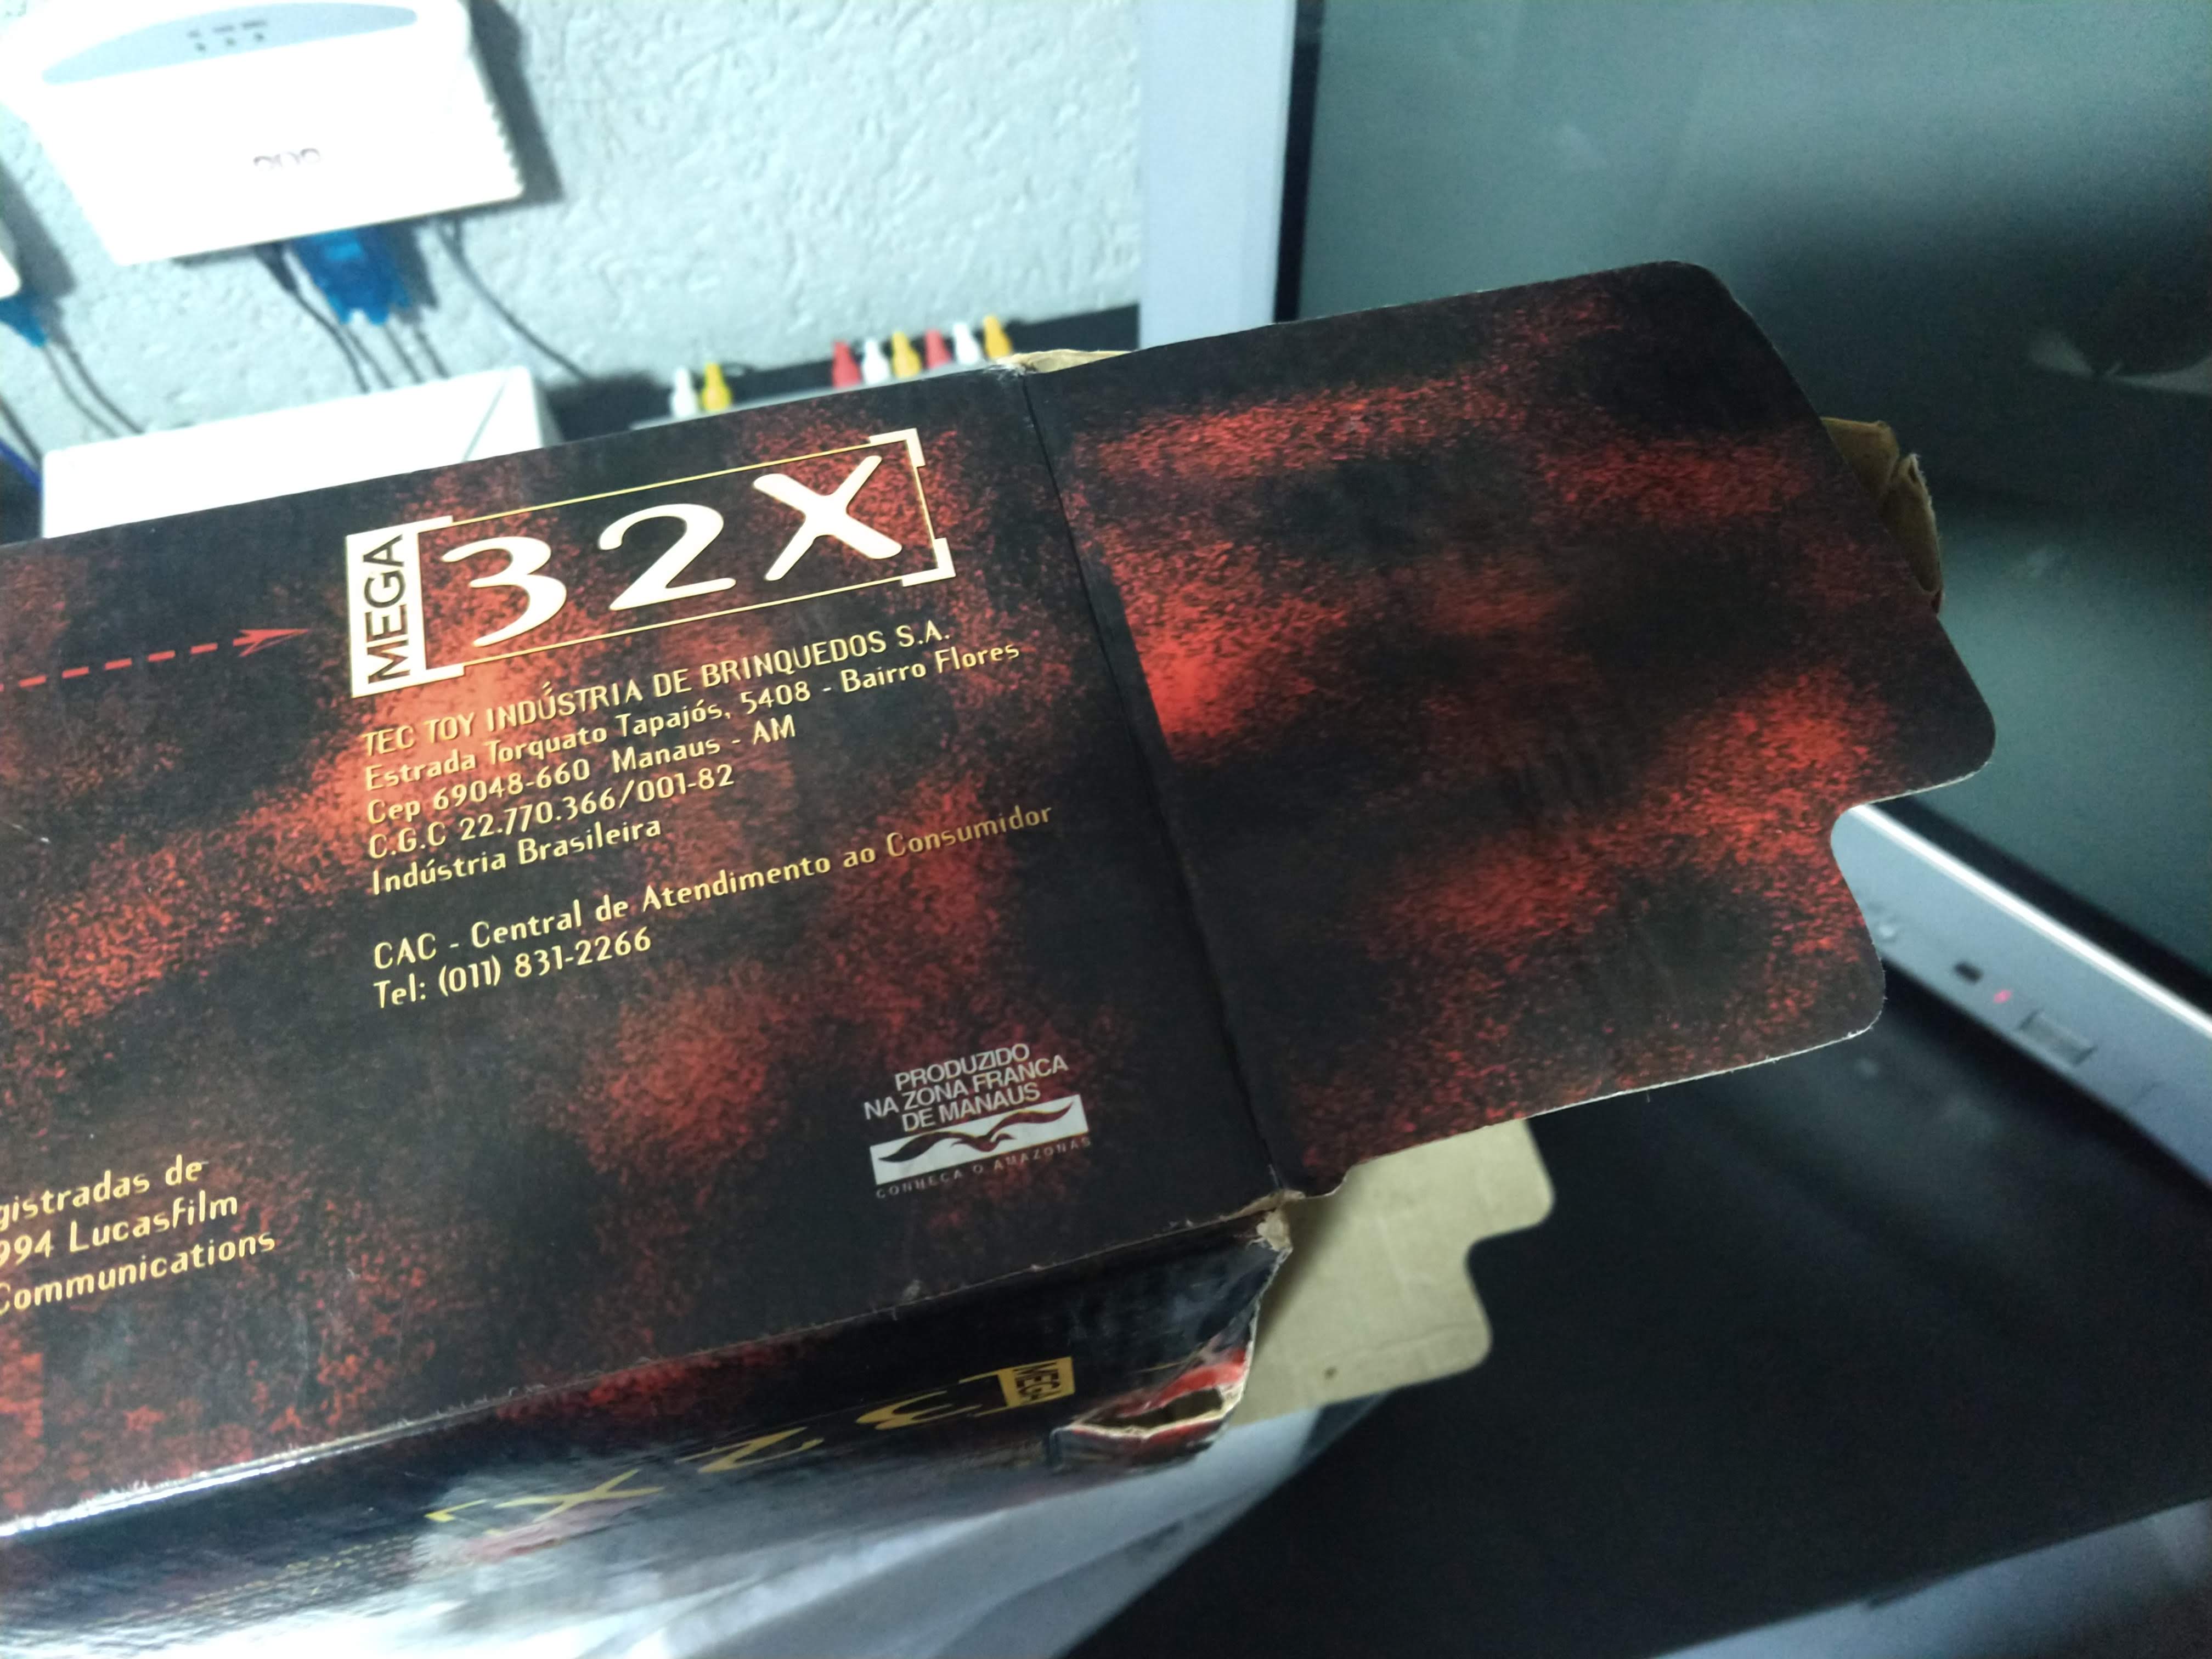 MEGA
32X
TEC TOY INDÚSTRIA DE BRINQUEDOS S.A.
Estrada Torquato Tapajós, 5408 - Bairro Flores
Cep 69048-660 Manaus - AM
C.G.C 22.770.366/001-82
Indústria Brasileira
CAC - Central de Atendimento ao Consumidor
Tel: (011) 831-2266
PRODUZIDO
NA ZONA FRANCA
DE MANAUS
CONHEÇA O AMAZONAS
gistradas de
994 Lucasfilm
Communications
MEGA
32X